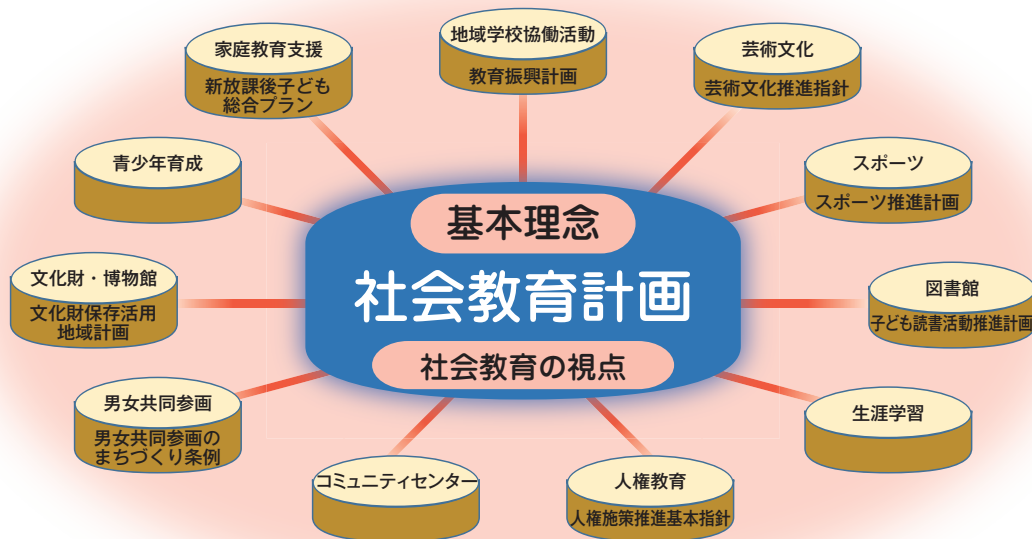 地域学校協働活動
教育振興計画
芸術文化
芸術文化推進指針
スポーツ
スポーツ推進計画
図書館
子ども読書活動推進計画
生涯学習
人権教育
人権施策推進基本指針
コミュニティセンター
男女共同参画
男女共同参画の
まちづくり条例
文化財・博物館
文化財保存活用
地域計画
青少年育成
家庭教育支援
新放課後子ども
総合プラン
基本理念
社会教育計画
社会教育の視点